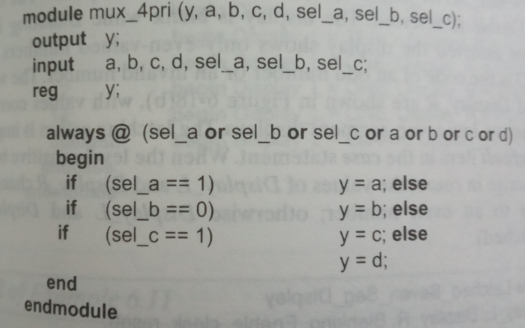 module mux_4pri (y, a, b, c, d, sel_a, sel_b, sel_c);
output y;
input a, b, c, d, sel_a, sel_b, sel_c;
reg y;
always @ (sel_a or sel_b or sel_c or a or b or c or d)
begin
if (sel_a == 1) y = a; else
if (sel_b == 0) y = b; else
if (sel_c == 1) y = c; else
y = d;
end
endmodule